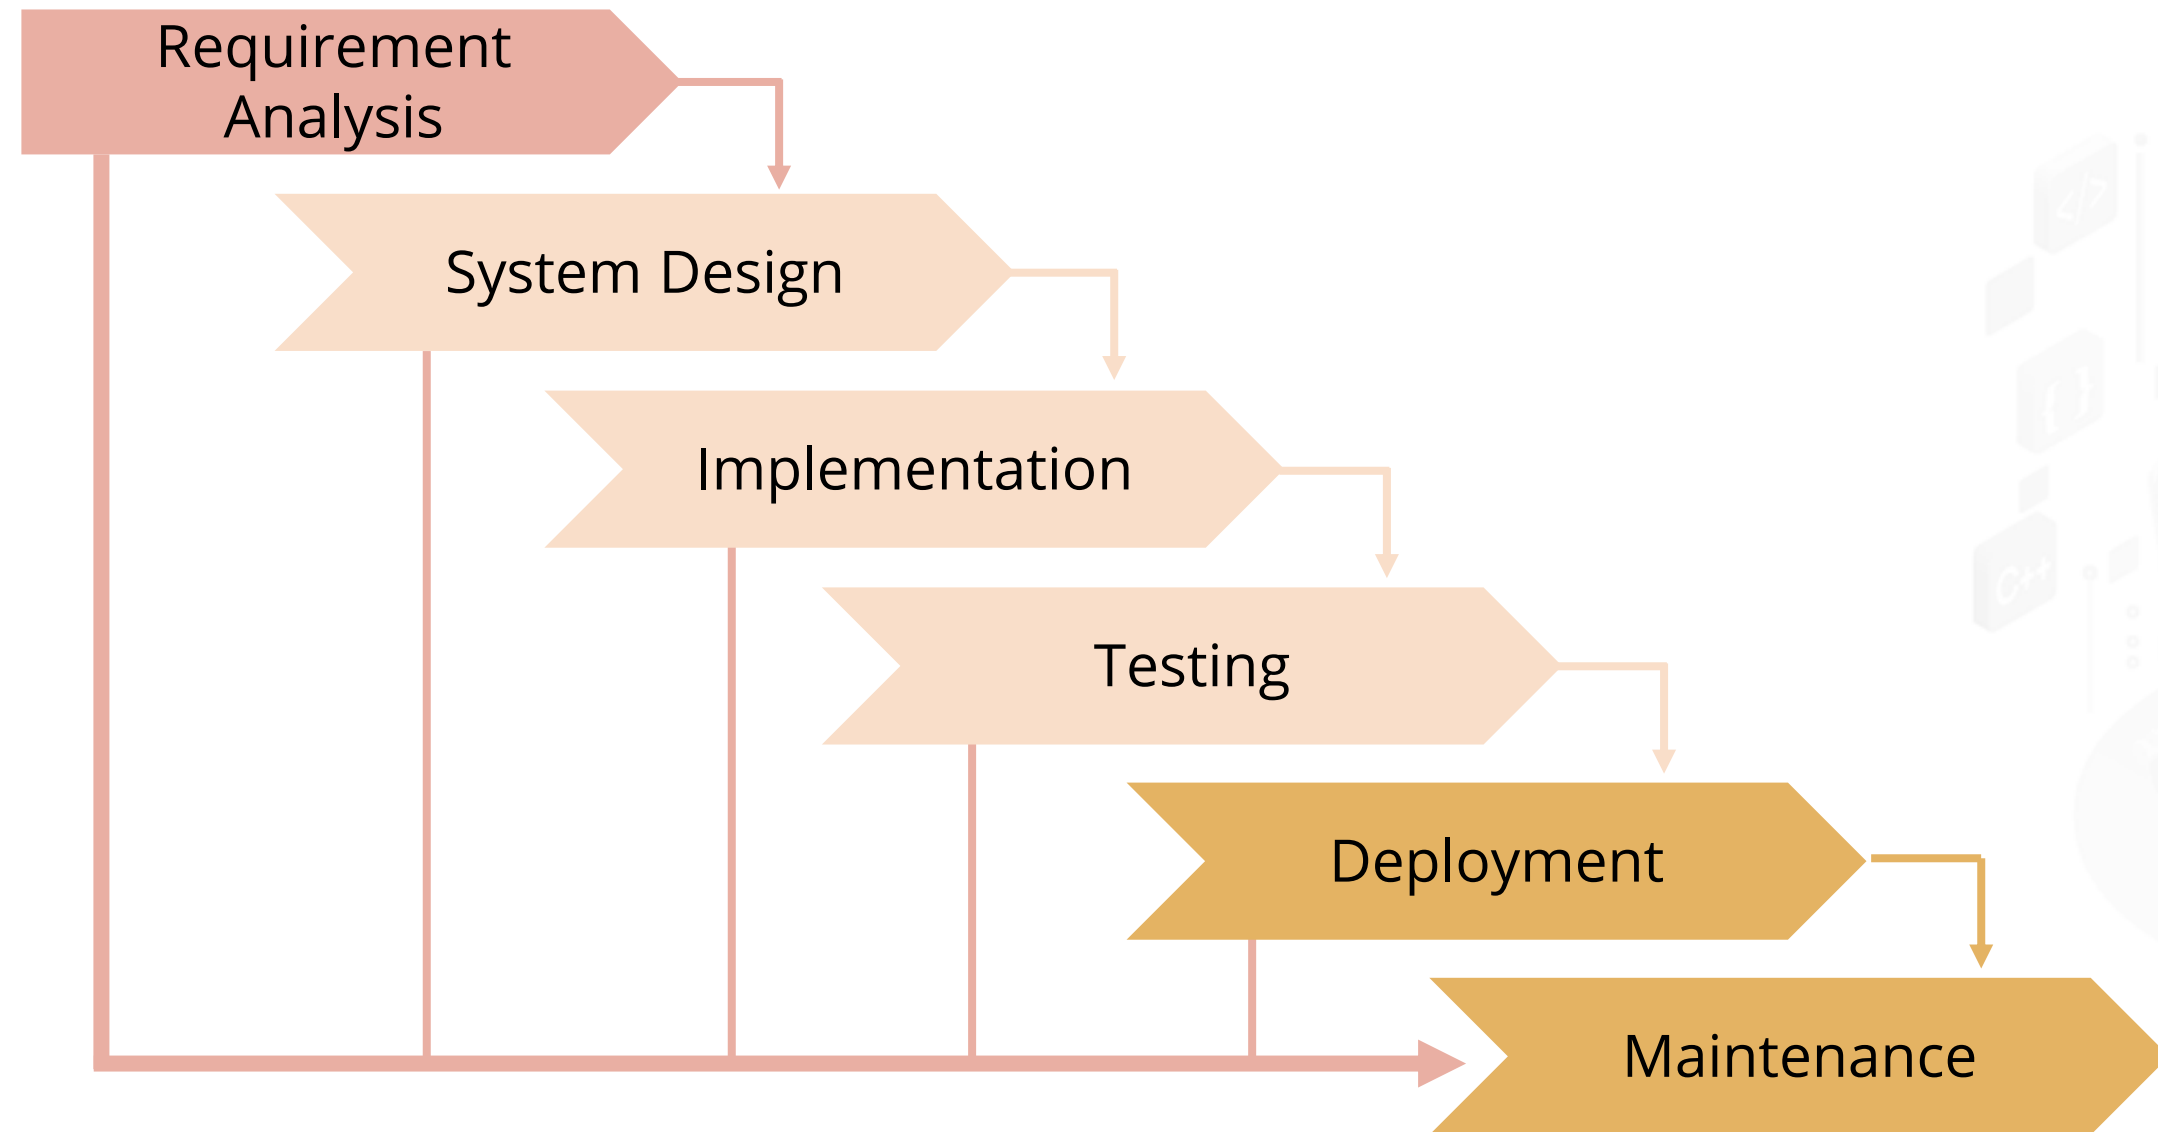 Requirement
Analysis
System Design
Implementation
Testing
Deployment
Maintenance
</>
{ }
C++